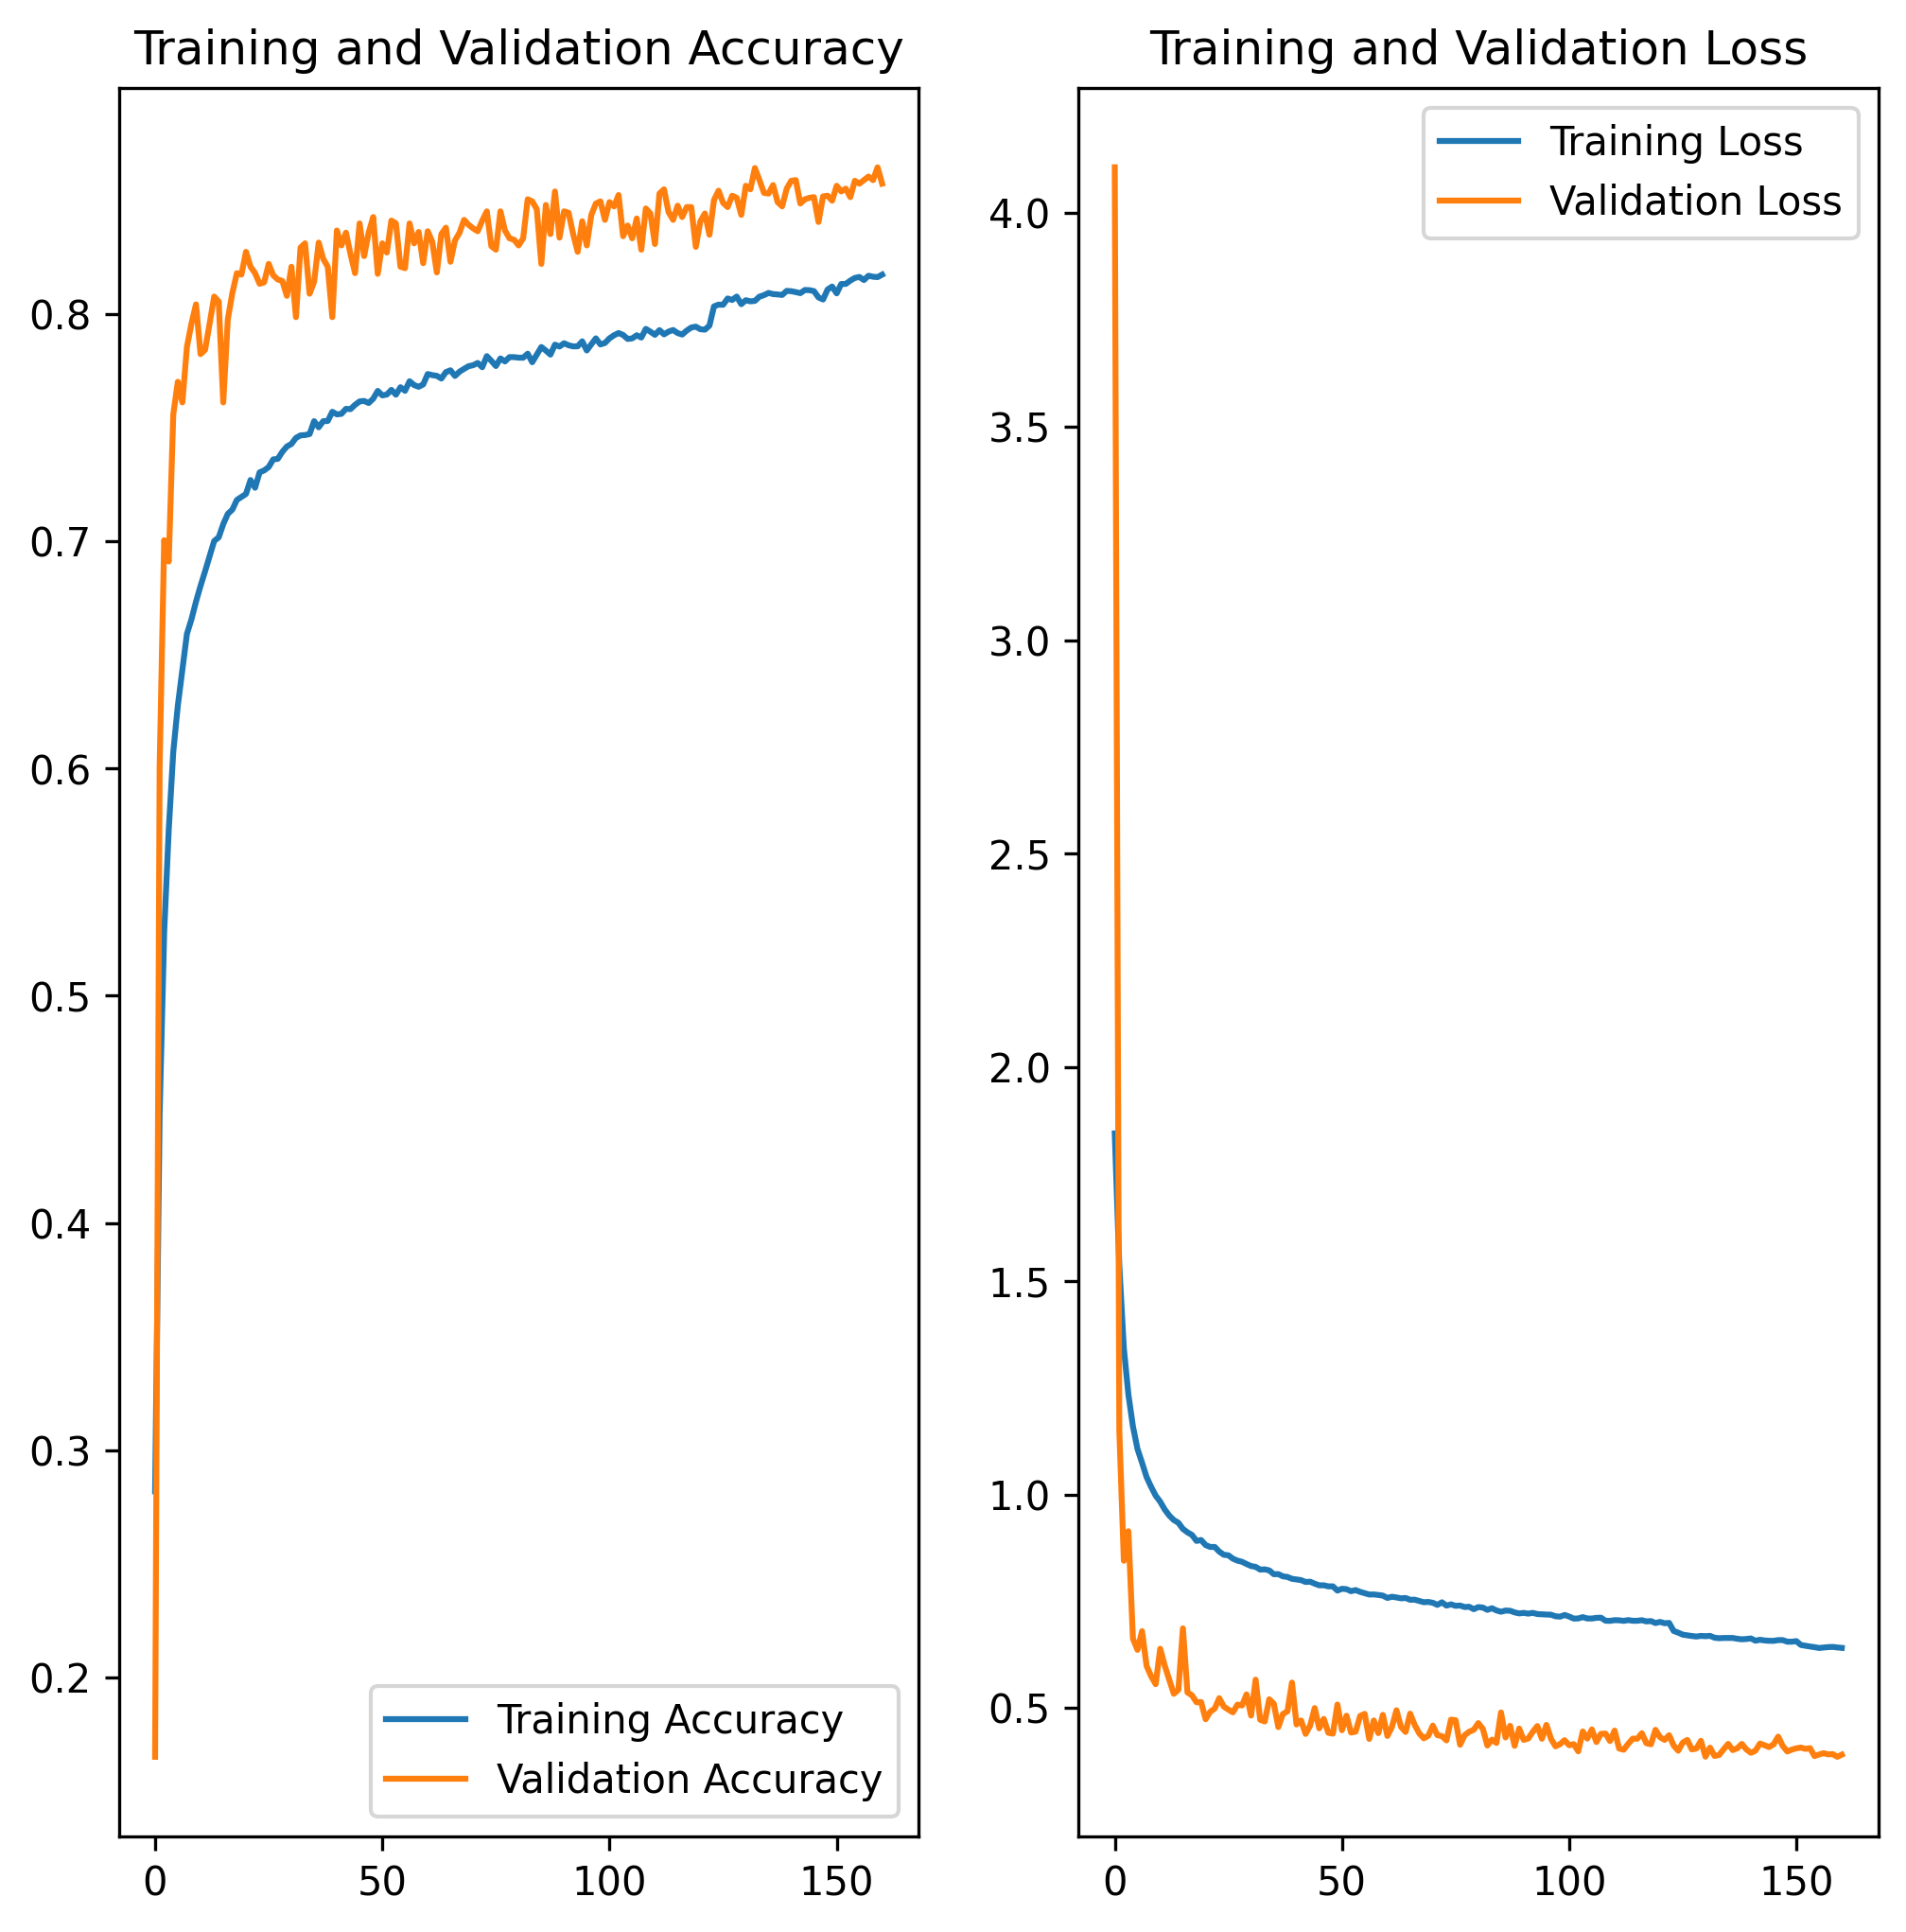 Training and Validation Accuracy
0.8
0.7
0.6
0.5
0.4
0.3
0.2
Training Accuracy
Validation Accuracy
0 50 100 150
Training and Validation Loss
Training Loss
Validation Loss
4.0
3.5
3.0
2.5
2.0
1.5
1.0
0.5
0 50 100 150